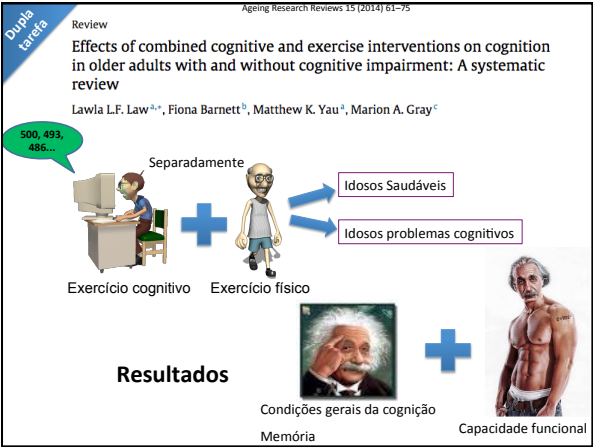 Ageing Research Reviews 15 (2014) 61–75
Dupla
tarefa
Review
Effects of combined cognitive and exercise interventions on cognition
in older adults with and without cognitive impairment: A systematic
review
Lawla L.F. Law a,*, Fiona Barnett b, Matthew K. Yau a, Marion A. Gray c
500, 493,
486...
Separadamente
Idosos Saudáveis
Idosos problemas cognitivos
Exercício cognitivo
Exercício físico
Resultados
Condições gerais da cognição
Memória
Capacidade funcional